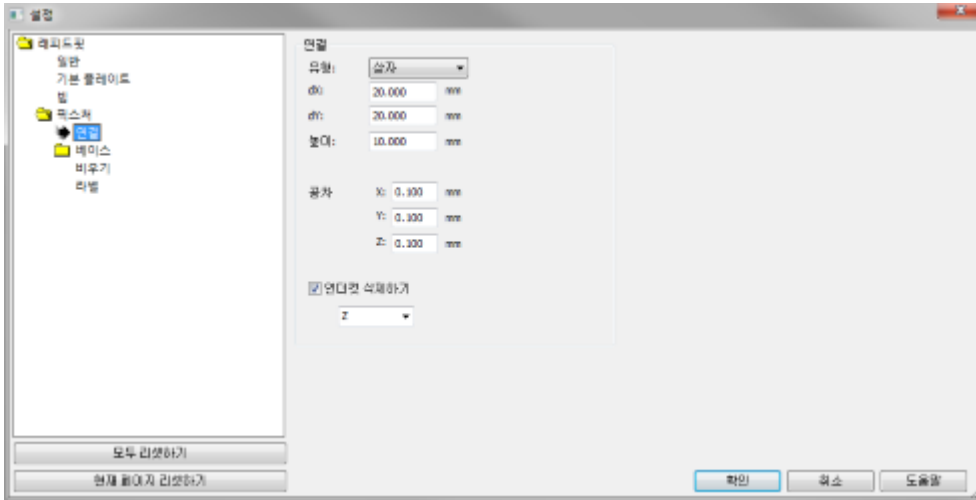 설정
래피드핏
일반
기본 플레이트
빔
픽스처
연결
베이스
비우기
라벨
모두 리셋하기
현재 페이지 리셋하기
연결
유형: 상자
dX: 20.000 mm
dY: 20.000 mm
높이: 10.000 mm
공차 X: 0.100 mm
Y: 0.100 mm
Z: 0.100 mm
언더컷 삭제하기
Z
확인 취소 도움말